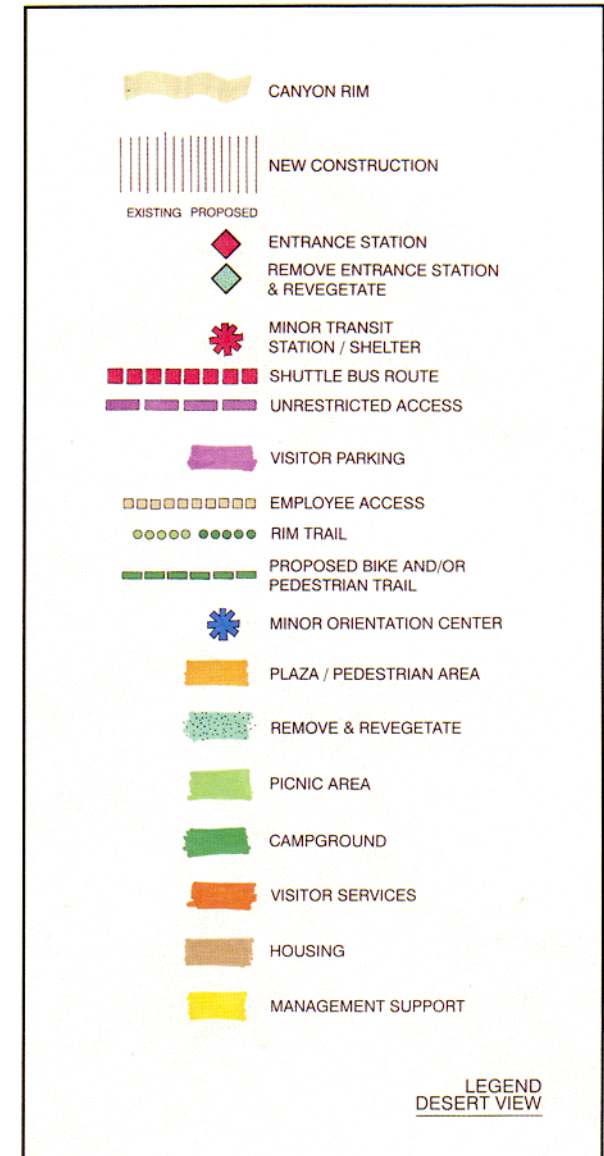 CANYON RIM
NEW CONSTRUCTION
EXISTING PROPOSED
ENTRANCE STATION
REMOVE ENTRANCE STATION
& REVEGETATE
MINOR TRANSIT
STATION / SHELTER
SHUTTLE BUS ROUTE
UNRESTRICTED ACCESS
VISITOR PARKING
EMPLOYEE ACCESS
RIM TRAIL
PROPOSED BIKE AND/OR
PEDESTRIAN TRAIL
MINOR ORIENTATION CENTER
PLAZA / PEDESTRIAN AREA
REMOVE & REVEGETATE
PICNIC AREA
CAMPGROUND
VISITOR SERVICES
HOUSING
MANAGEMENT SUPPORT
LEGEND
DESERT VIEW